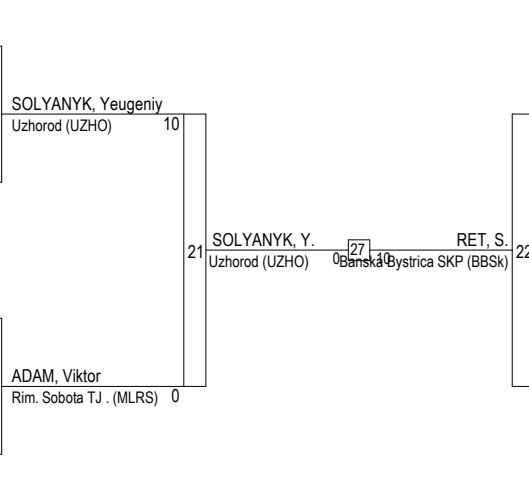 SOLYANYK, Yeugeniy
Uzhorod (UZHO) 10
21
SOLYANYK, Y.
Uzhorod (UZHO) 0
27
10
RET, S.
Banská Bystrica SKP (BBSk)
22
ADAM, Viktor
Rim. Sobota TJ . (MLRS) 0